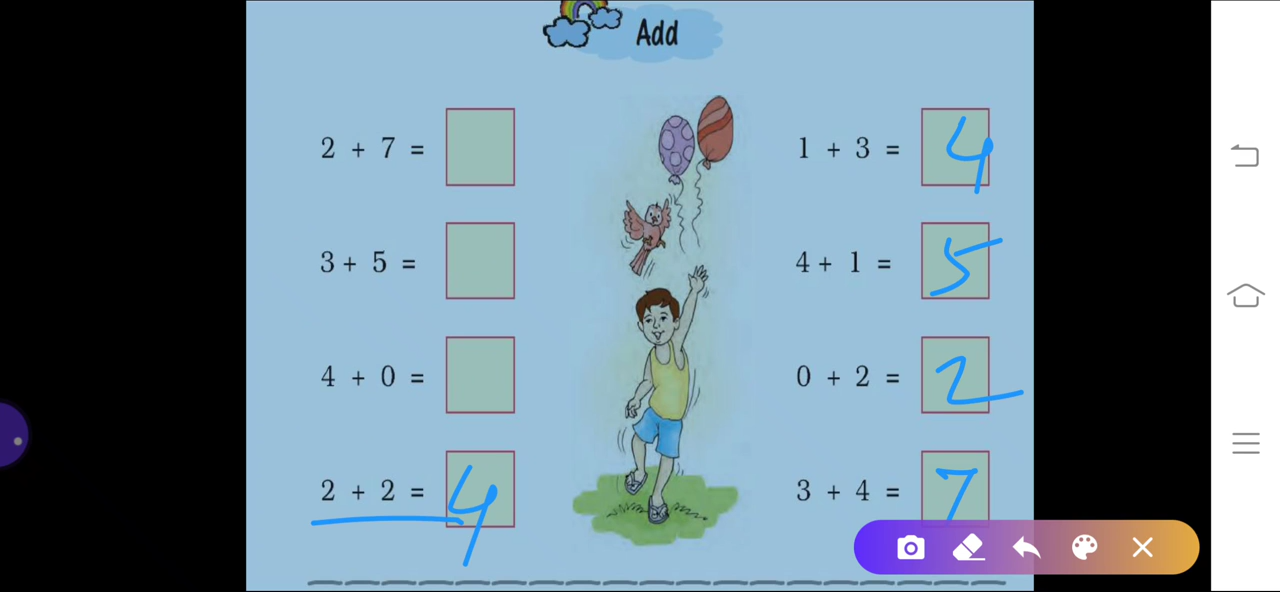 Add
2 + 7 =
1 + 3 = 4
3 + 5 =
4 + 1 = 5
4 + 0 =
0 + 2 = 2
2 + 2 = 4
3 + 4 = 7